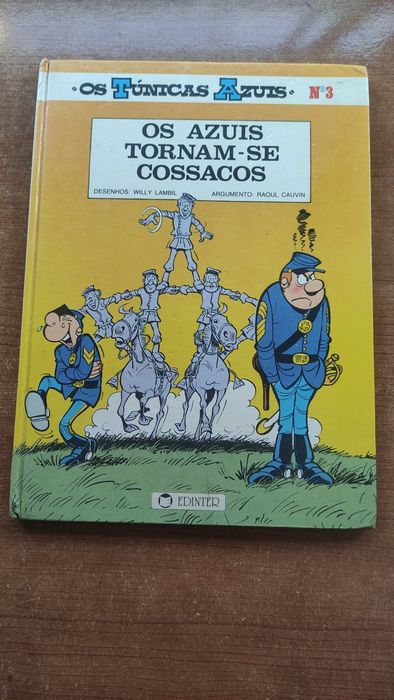 • OS TÚNICAS AZUIS • Nº3
OS AZUIS
TORNAM-SE
COSSACOS
DESENHOS: WILLY LAMBIL ARGUMENTO: RAOUL CAUVIN
EDINTER